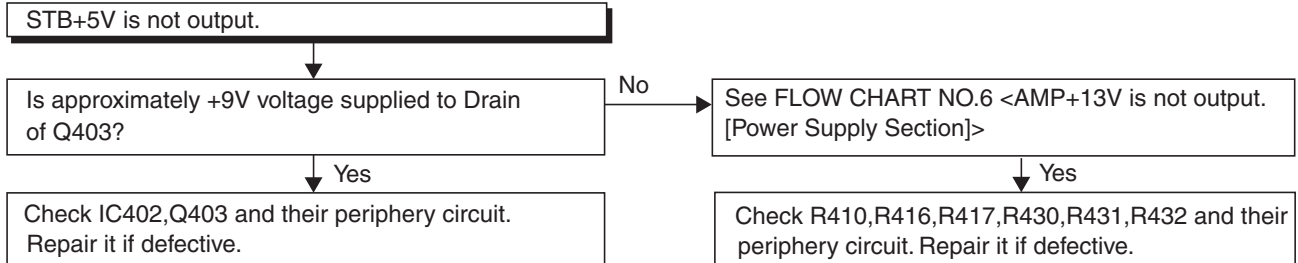 STB+5V is not output.
Is approximately +9V voltage supplied to Drain
of Q403?
No
See FLOW CHART NO.6 <AMP+13V is not output.
[Power Supply Section]>
Yes
Check IC402,Q403 and their periphery circuit.
Repair it if defective.
Yes
Check R410,R416,R417,R430,R431,R432 and their
periphery circuit. Repair it if defective.